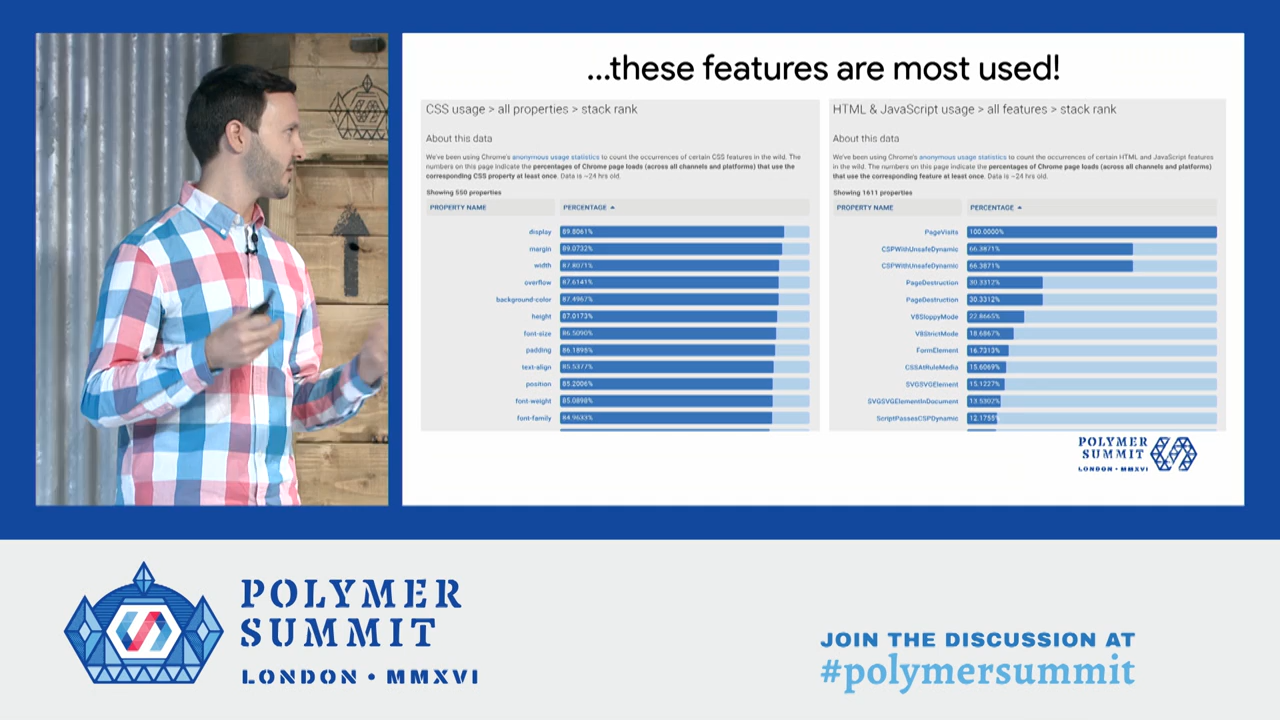 ...these features are most used!
CSS usage > all properties > stack rank
About this data
We've been using Chrome's anonymous usage statistics to count the occurrences of certain CSS features in the wild. The
numbers on this page indicate the percentages of Chrome page loads (across all channels and platforms) that use the
corresponding CSS property at least once. Data is ~24 hrs old.
Showing 550 properties
PROPERTY NAME PERCENTAGE
display 89.8061%
margin 89.0732%
width 87.8071%
overflow 87.6141%
background-color 87.4967%
height 87.0173%
font-size 86.5090%
padding 86.1895%
text-align 85.5377%
position 85.2006%
font-weight 85.0898%
font-family 84.9633%
HTML & JavaScript usage > all features > stack rank
About this data
We've been using Chrome's anonymous usage statistics to count the occurrences of certain HTML and JavaScript features
in the wild. The numbers on this page indicate the percentages of Chrome page loads (across all channels and platforms)
that use the corresponding feature at least once. Data is ~24 hrs old.
Showing 1611 properties
PROPERTY NAME PERCENTAGE
PageVisits 100.0000%
CSPWithUnsafeDynamic 66.3871%
CSPWithUnsafeDynamic 66.3871%
PageDestruction 30.3312%
PageDestruction 30.3312%
V8SloppyMode 22.8665%
V8StrictMode 18.6867%
FormElement 16.7313%
CSSAtRuleMedia 15.6069%
SVGSVGElement 15.1227%
SVGSVGElementInDocument 13.5302%
ScriptPassesCSPDynamic 12.1755%
POLYMER
SUMMIT
LONDON • MMXVI
POLYMER
SUMMIT
LONDON • MMXVI
JOIN THE DISCUSSION AT
#polymersummit